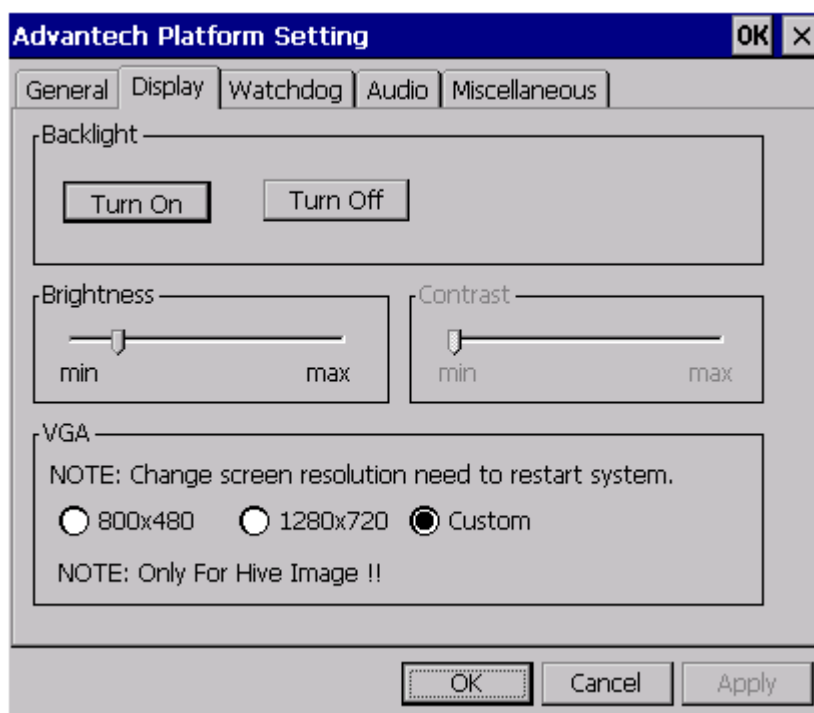 Advantech Platform Setting OK ×
General Display Watchdog Audio Miscellaneous
Backlight
Turn On Turn Off
Brightness Contrast
min max min max
VGA
NOTE: Change screen resolution need to restart system.
800x480 1280x720 Custom
NOTE: Only For Hive Image !!
OK Cancel Apply